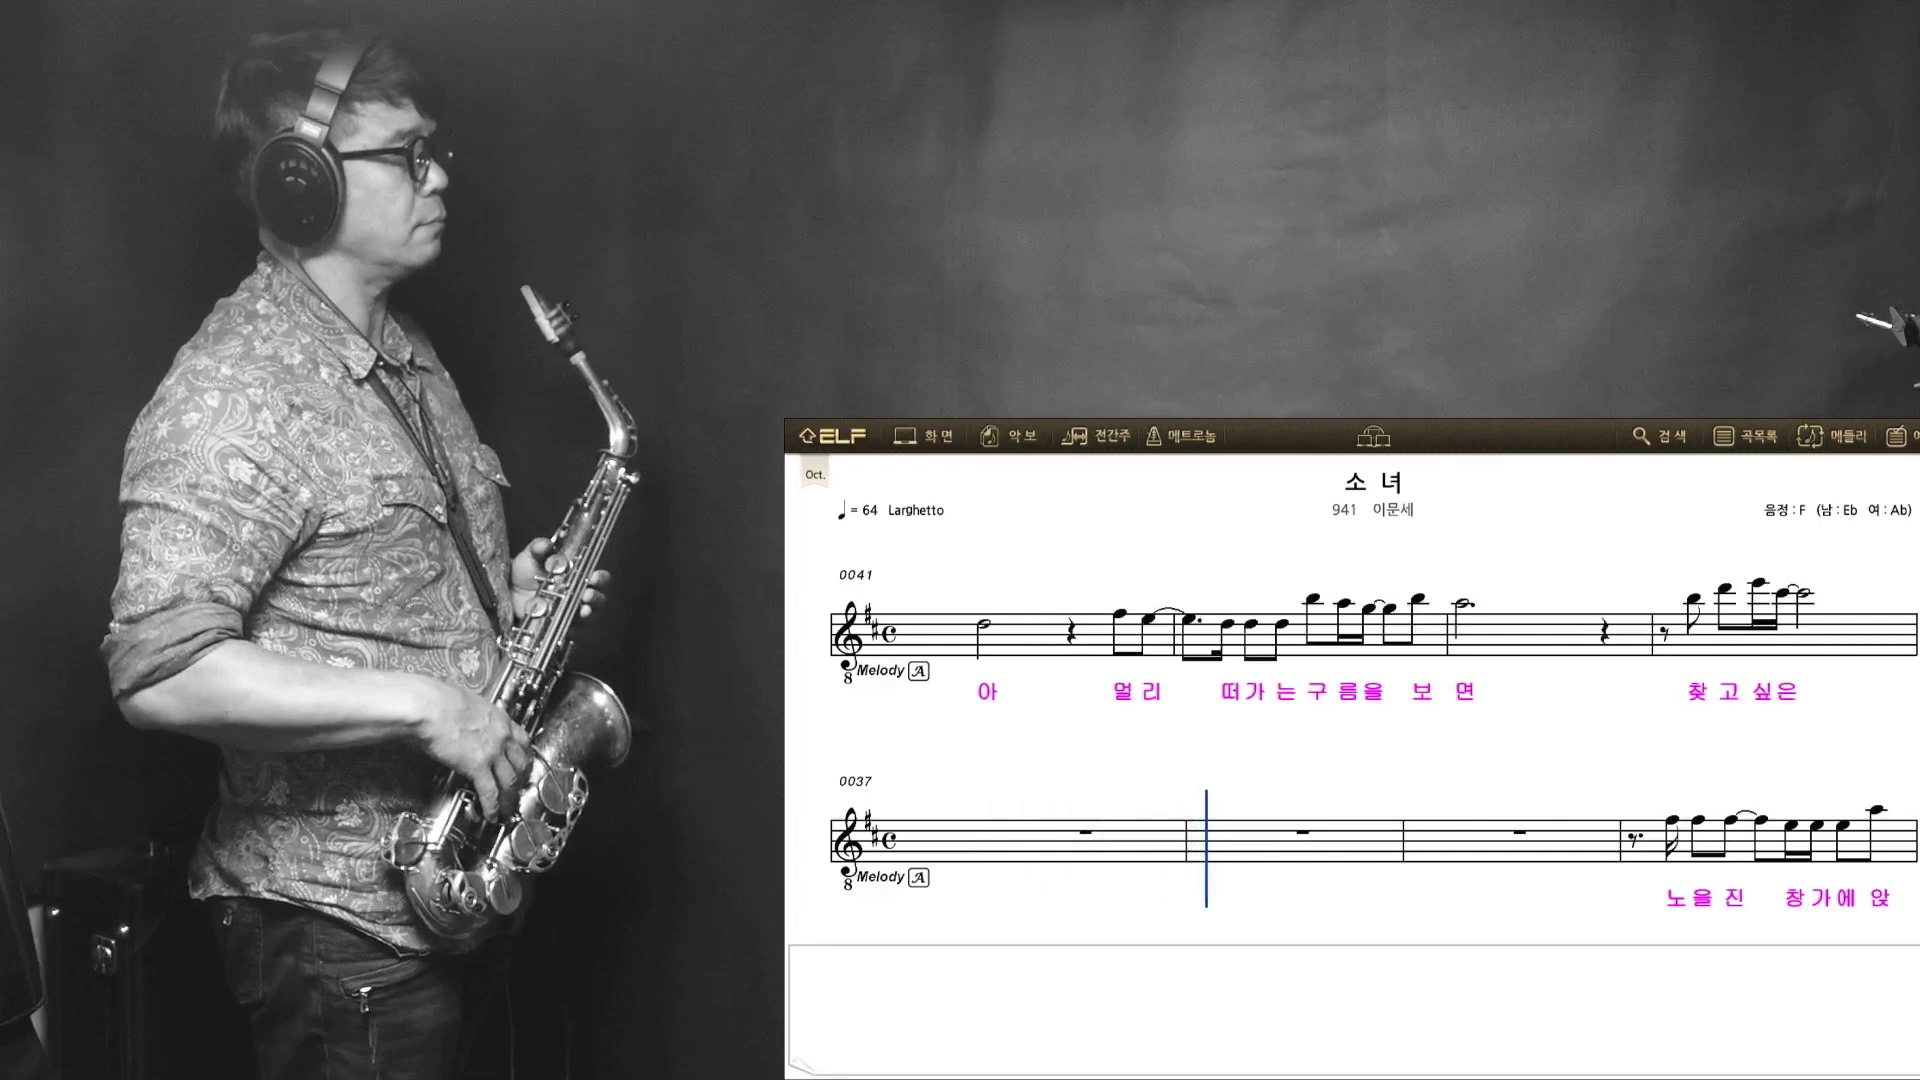 ELF 화면 악보 전간주 메트로놈 검색 곡목록 메들리
Oct.
소녀
= 64 Larghetto
941 이문세
음정 : F (남 : Eb 여 : Ab)
0041
8 Melody A
아 멀리 떠가는구름을 보면 찾고싶은
0037
8 Melody A
노을진 창가에 앉